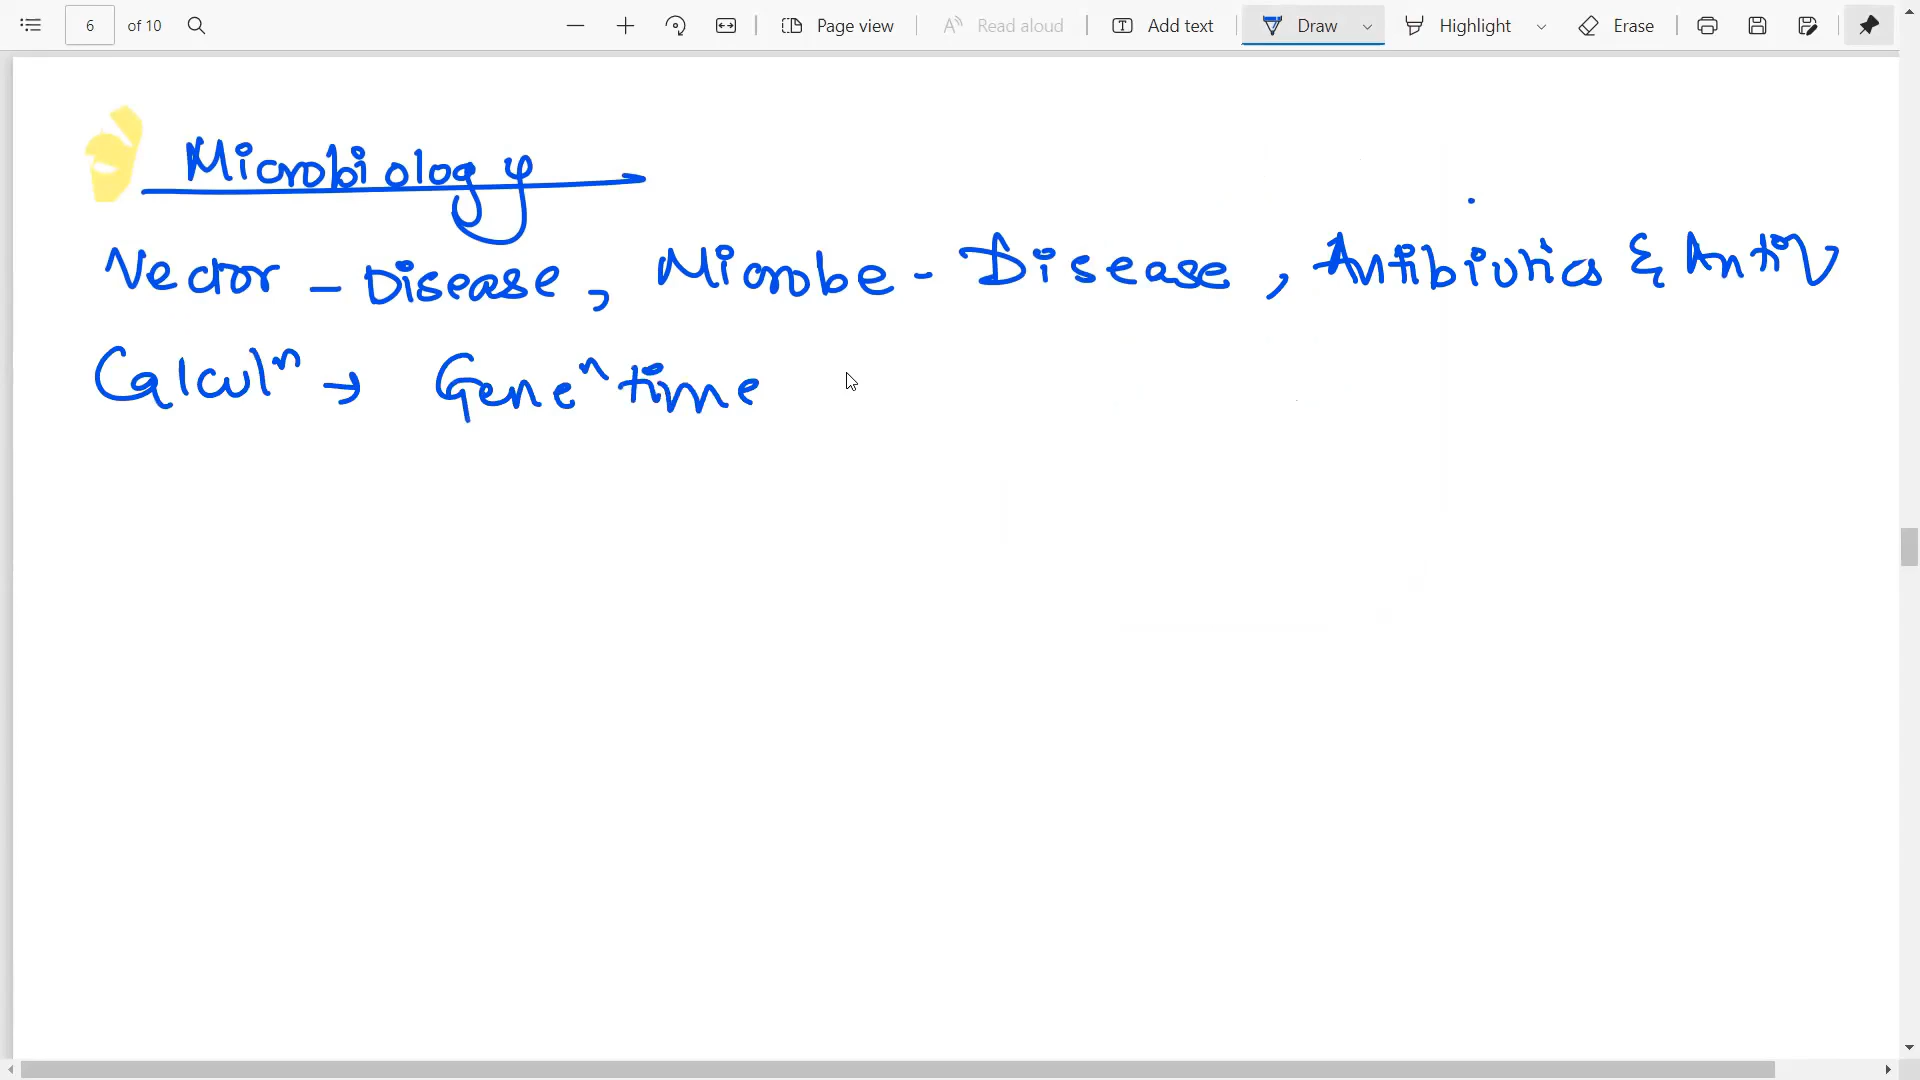 6 of 10 Page view Read aloud Add text Draw Highlight Erase
Microbiology
Vector - Disease, Microbe - Disease, Antibiotics & AntiV
Calculⁿ → Geneⁿ time